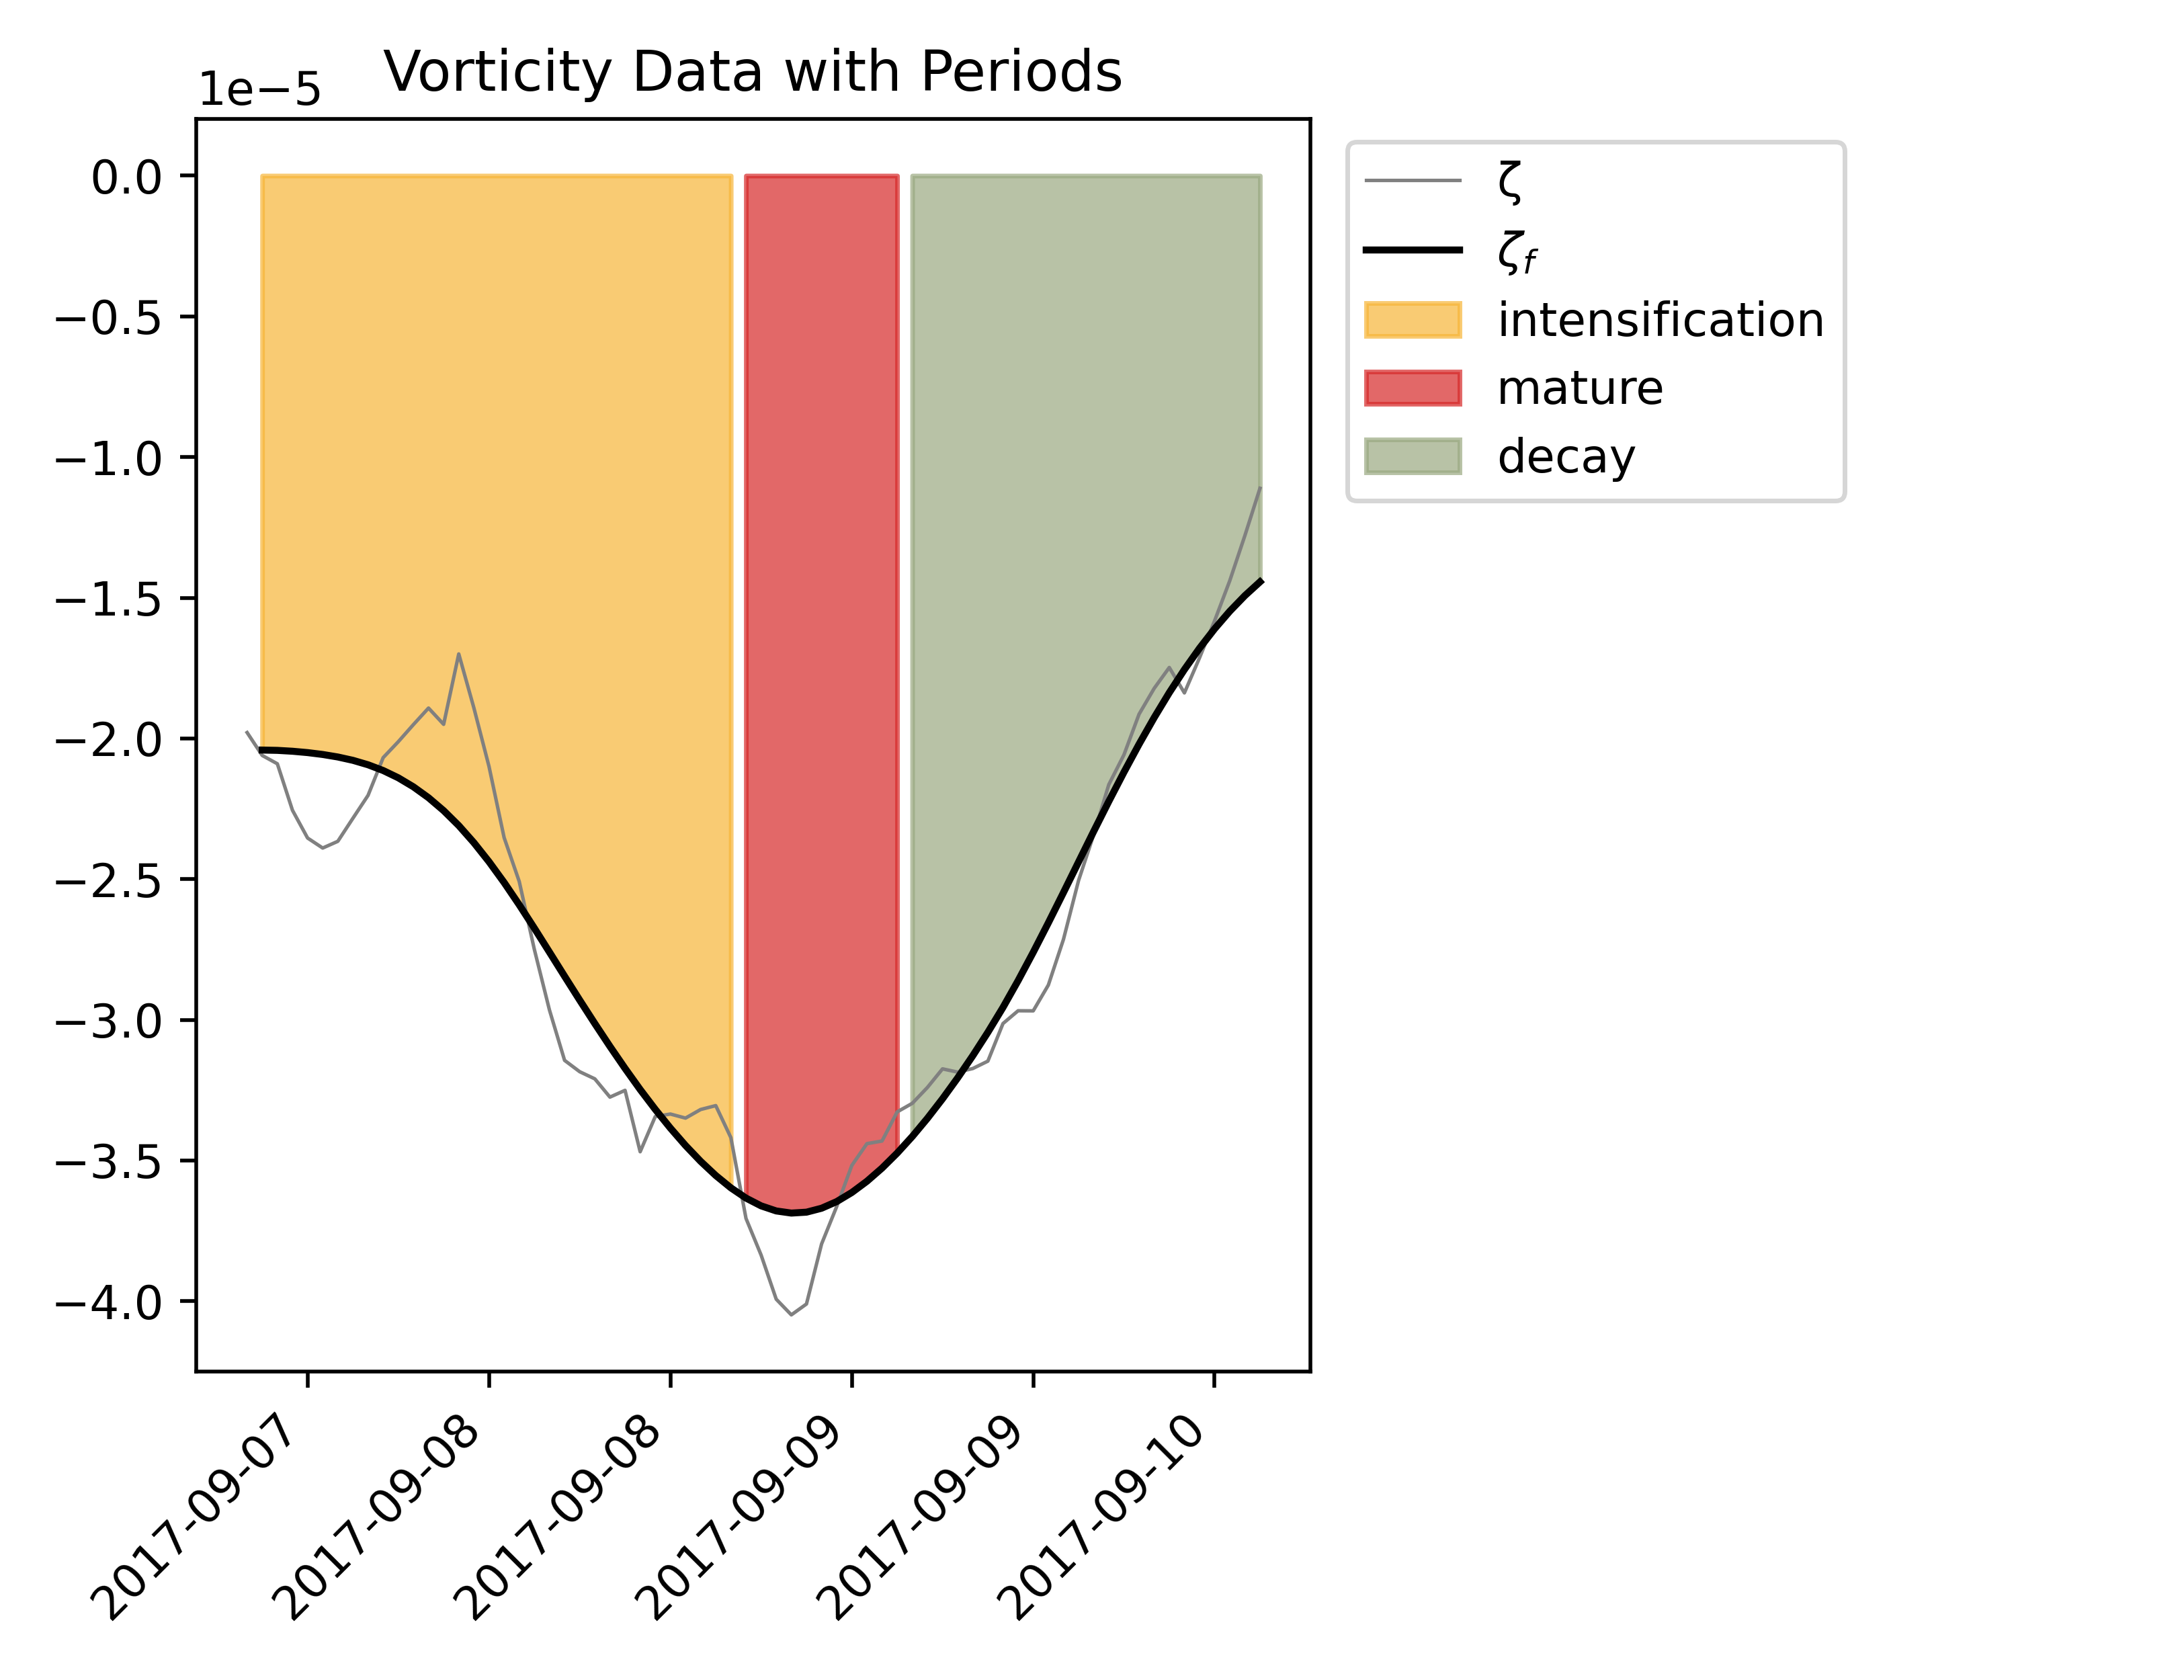 Vorticity Data with Periods
1e−5
0.0
−0.5
−1.0
−1.5
−2.0
−2.5
−3.0
−3.5
−4.0
2017-09-07
2017-09-08
2017-09-08
2017-09-09
2017-09-09
2017-09-10
ζ
ζf
intensification
mature
decay